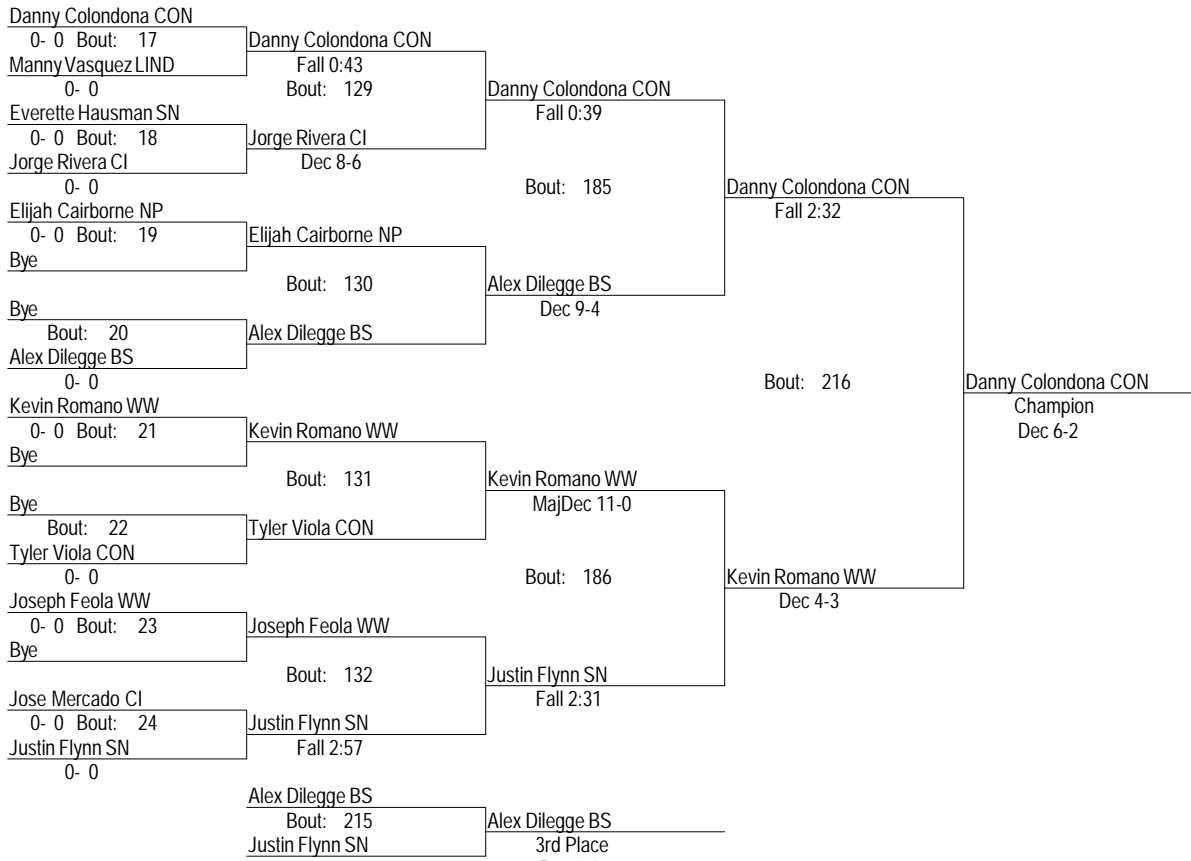 Danny Colondona CON
0- 0 Bout: 17
Manny Vasquez LIND
0- 0
Everette Hausman SN
0- 0 Bout: 18
Jorge Rivera CI
0- 0
Elijah Cairborne NP
0- 0 Bout: 19
Bye
Bye
Bout: 20
Alex Dilegge BS
0- 0
Kevin Romano WW
0- 0 Bout: 21
Bye
Bye
Bout: 22
Tyler Viola CON
0- 0
Joseph Feola WW
0- 0 Bout: 23
Bye
Jose Mercado CI
0- 0 Bout: 24
Justin Flynn SN
0- 0
Danny Colondona CON
Fall 0:43
Bout: 129
Jorge Rivera CI
Dec 8-6
Elijah Cairborne NP
Bout: 130
Alex Dilegge BS
Kevin Romano WW
Bout: 131
Tyler Viola CON
Joseph Feola WW
Bout: 132
Justin Flynn SN
Fall 2:57
Danny Colondona CON
Fall 0:39
Bout: 185
Alex Dilegge BS
Dec 9-4
Kevin Romano WW
MajDec 11-0
Bout: 186
Justin Flynn SN
Fall 2:31
Danny Colondona CON
Fall 2:32
Bout: 216
Kevin Romano WW
Dec 4-3
Danny Colondona CON
Champion
Dec 6-2
Alex Dilegge BS
Bout: 215
Justin Flynn SN
Alex Dilegge BS
3rd Place